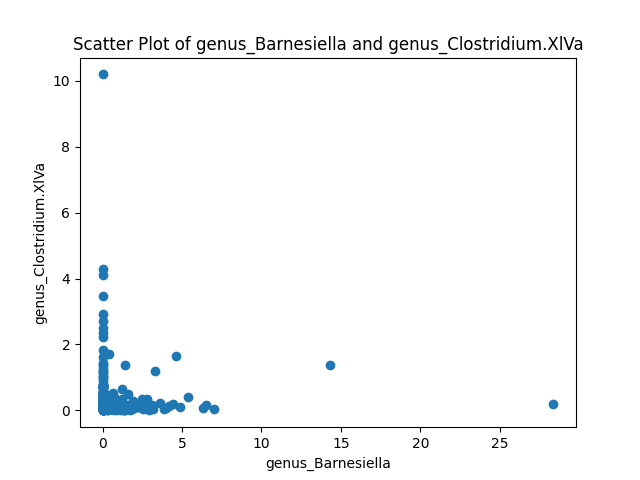 Scatter Plot of genus_Barnesiella and genus_Clostridium.XlVa
10
8
6
4
2
0
genus_Clostridium.XlVa
0 5 10 15 20 25
genus_Barnesiella